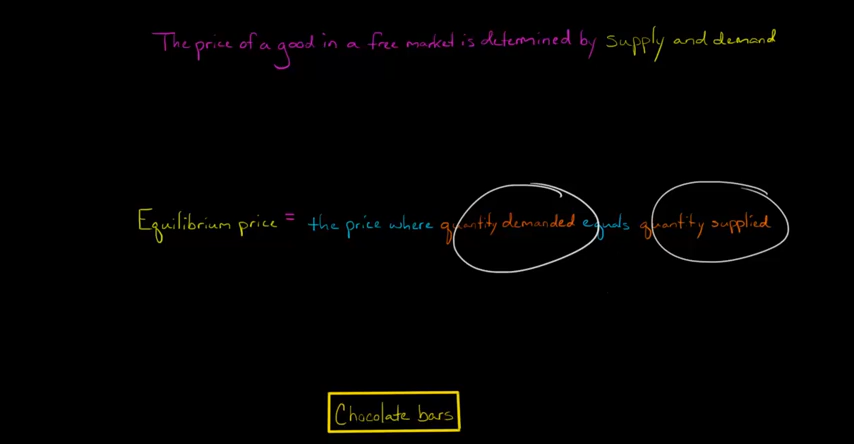 The price of a good in a free market is determined by supply and demand
Equilibrium price = the price where quantity demanded equals quantity supplied
Chocolate bars